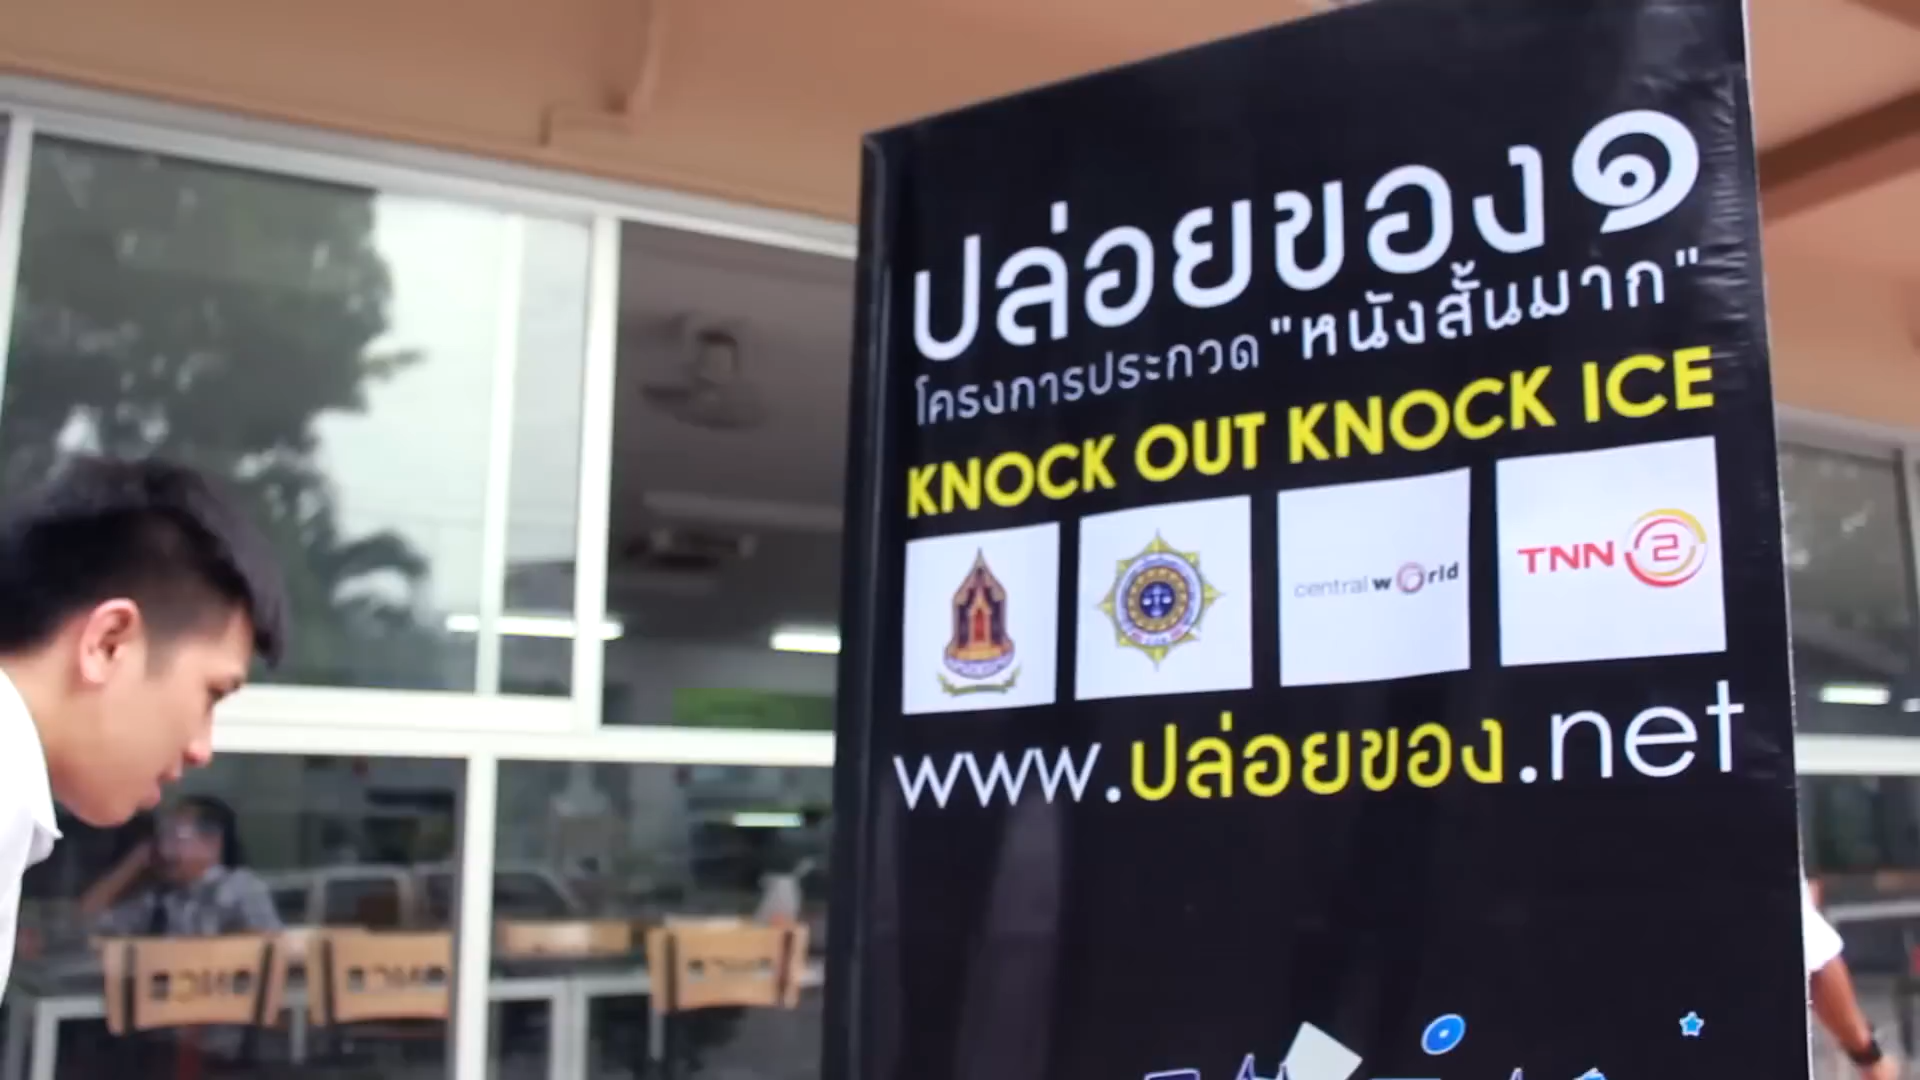 ปล่อยของ ๑
โครงการประกวด "หนังสั้นมาก"
KNOCK OUT KNOCK ICE
central world
TNN 2
www.ปล่อยของ.net